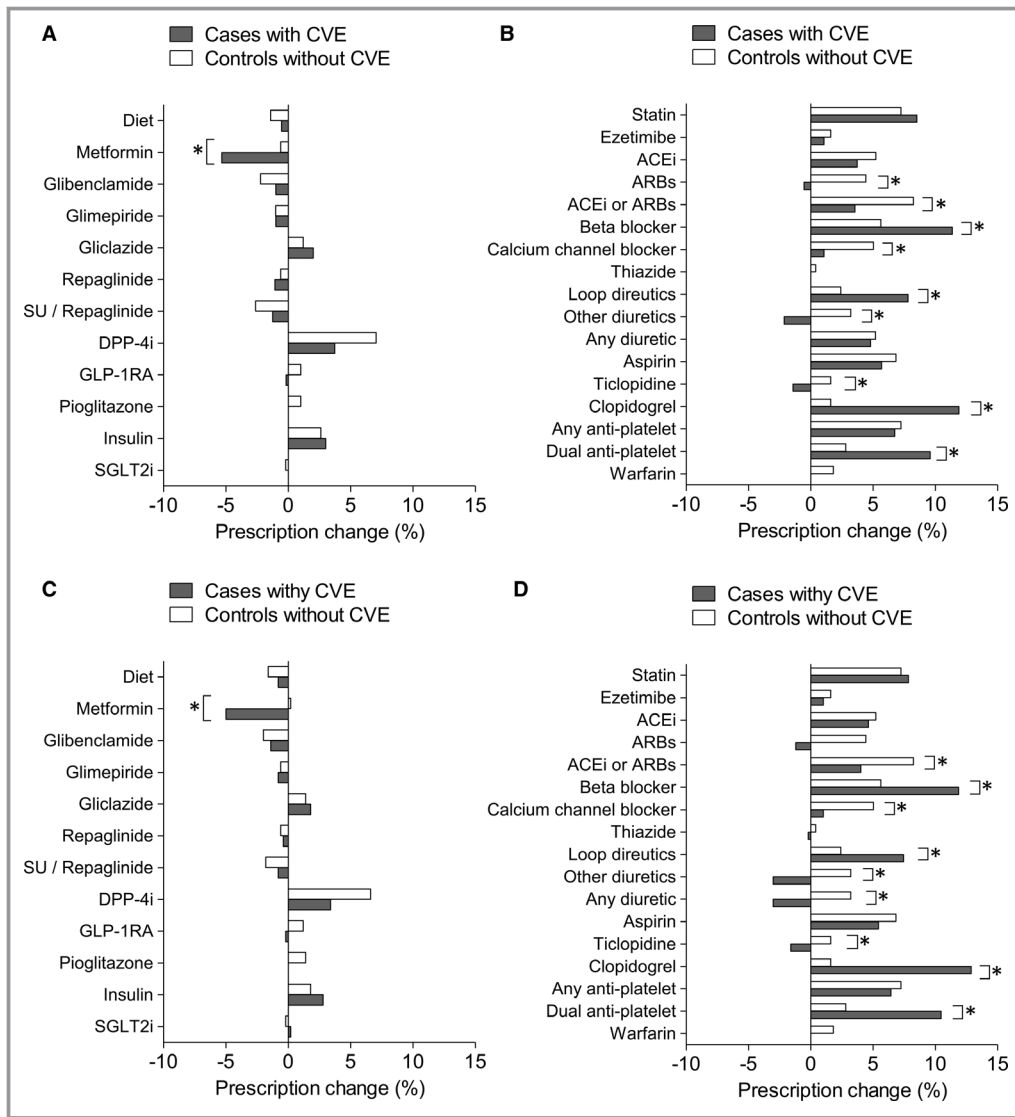 A
Cases with CVE
Controls without CVE
Diet
Metformin
*
Glibenclamide
Glimepiride
Gliclazide
Repaglinide
SU / Repaglinide
DPP-4i
GLP-1RA
Pioglitazone
Insulin
SGLT2i
-10 -5 0 5 10 15
Prescription change (%)
B
Cases with CVE
Controls without CVE
Statin
Ezetimibe
ACEi
ARBs *
ACEi or ARBs *
Beta blocker *
Calcium channel blocker *
Thiazide
Loop direutics *
Other diuretics *
Any diuretic
Aspirin
Ticlopidine *
Clopidogrel *
Any anti-platelet
Dual anti-platelet *
Warfarin
-10 -5 0 5 10 15
Prescription change (%)
C
Cases withy CVE
Controls without CVE
Diet
Metformin *
Glibenclamide
Glimepiride
Gliclazide
Repaglinide
SU / Repaglinide
DPP-4i
GLP-1RA
Pioglitazone
Insulin
SGLT2i
-10 -5 0 5 10 15
Prescription change (%)
D
Cases withy CVE
Controls without CVE
Statin
Ezetimibe
ACEi
ARBs
ACEi or ARBs *
Beta blocker *
Calcium channel blocker *
Thiazide
Loop direutics *
Other diuretics *
Any diuretic *
Aspirin
Ticlopidine *
Clopidogrel *
Any anti-platelet
Dual anti-platelet *
Warfarin
-10 -5 0 5 10 15
Prescription change (%)